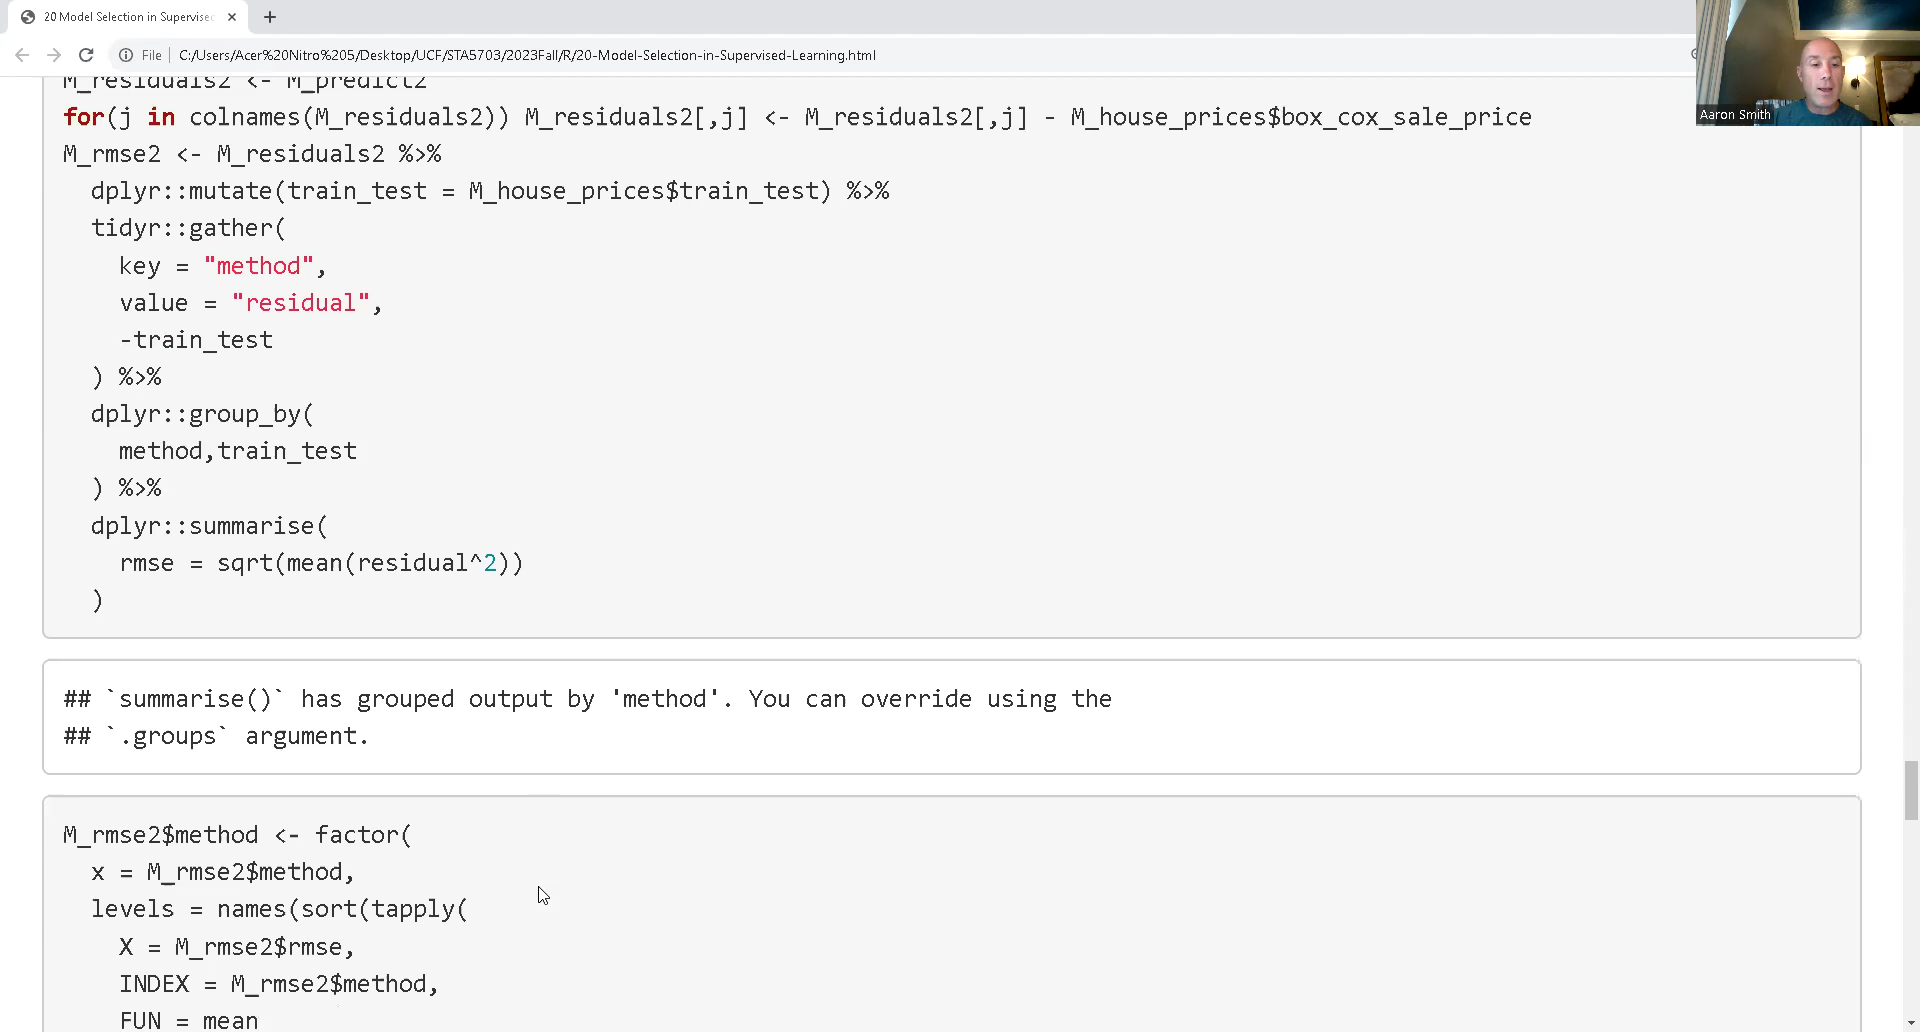 20 Model Selection in Supervised
File
C:/Users/Acer%20Nitro%205/Desktop/UCF/STA5703/2023Fall/R/20-Model-Selection-in-Supervised-Learning.html
Aaron Smith
M_residuals2 <- M_predict2
for(j in colnames(M_residuals2)) M_residuals2[,j] <- M_residuals2[,j] - M_house_prices$box_cox_sale_price
M_rmse2 <- M_residuals2 %>%
  dplyr::mutate(train_test = M_house_prices$train_test) %>%
  tidyr::gather(
    key = "method",
    value = "residual",
    -train_test
  ) %>%
  dplyr::group_by(
    method,train_test
  ) %>%
  dplyr::summarise(
    rmse = sqrt(mean(residual^2))
  )
## `summarise()` has grouped output by 'method'. You can override using the
## `.groups` argument.
M_rmse2$method <- factor(
  x = M_rmse2$method,
  levels = names(sort(tapply(
    X = M_rmse2$rmse,
    INDEX = M_rmse2$method,
    FUN = mean